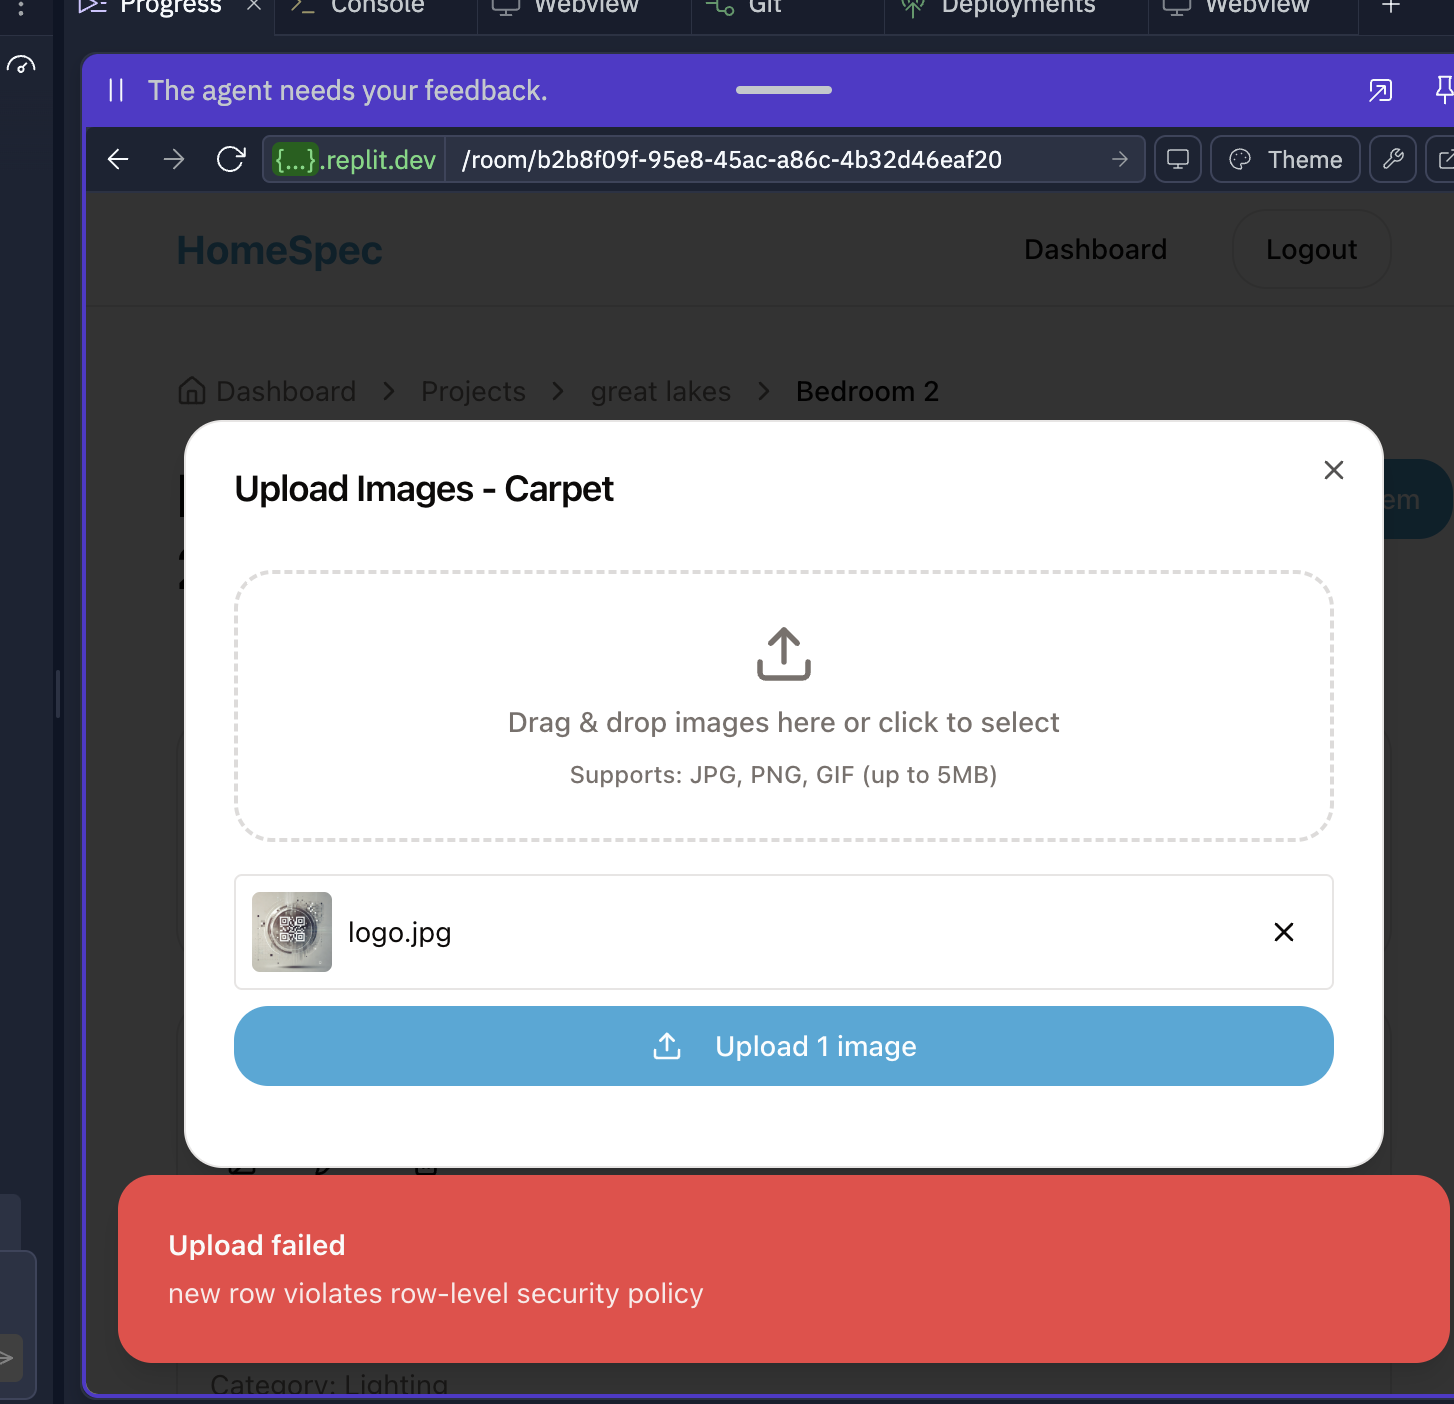 Progress
Console
Webview
Git
Deployments
Webview
The agent needs your feedback.
{...}.replit.dev
/room/b2b8f09f-95e8-45ac-a86c-4b32d46eaf20
Theme
HomeSpec
Dashboard
Logout
Dashboard > Projects > great lakes > Bedroom 2
em
Upload Images - Carpet
Drag & drop images here or click to select
Supports: JPG, PNG, GIF (up to 5MB)
logo.jpg
Upload 1 image
Upload failed
new row violates row-level security policy
Category: Lighting